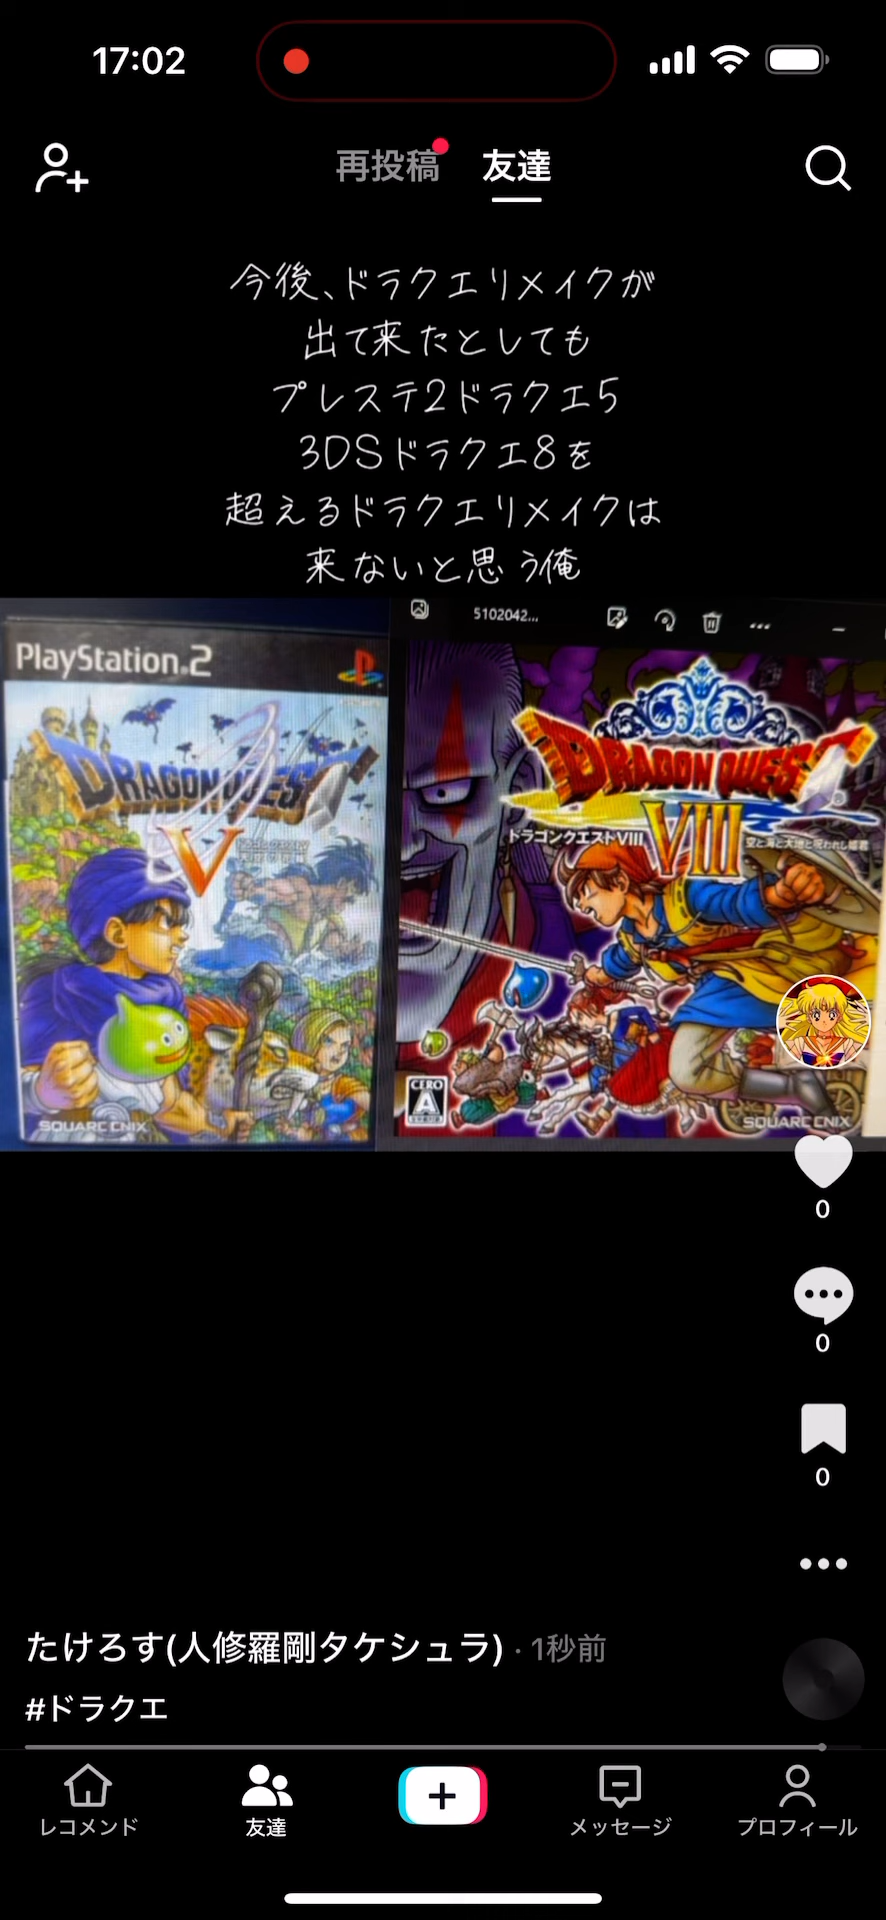 17:02
再投稿
友達
今後、ドラクエリメイクが
出て来たとしても
プレステ2ドラクエ5
3DSドラクエ8を
超えるドラクエリメイクは
来ないと思う俺
5102042...
PlayStation.2
DRAGON QUEST
V
SQUARE ENIX
DRAGON QUEST
VIII
ドラゴンクエストVIII
空と海と大地と呪われし姫君
CERO
A
SQUARE ENIX
0
0
0
たけろす(人修羅剛タケシュラ) · 1秒前
#ドラクエ
レコメンド
友達
メッセージ
プロフィール